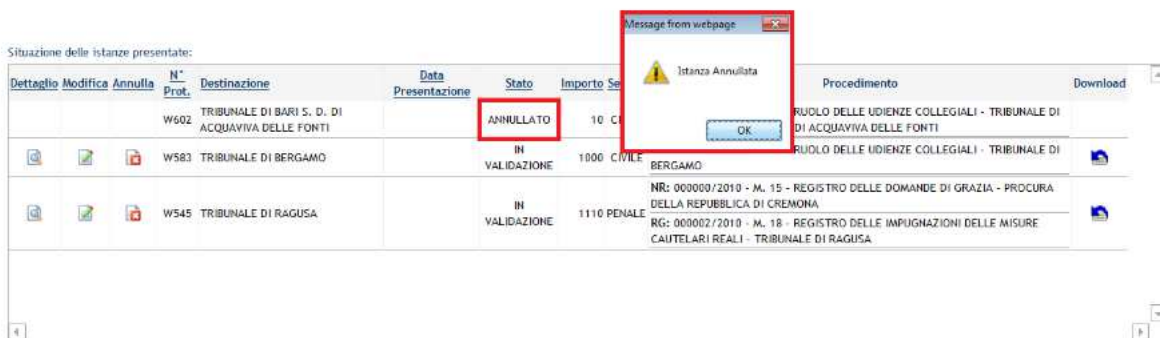 Message from webpage
Istanza Annullata
OK
Situazione delle istanze presentate:
Dettaglio Modifica Annulla N° Prot. Destinazione Data Presentazione Stato Importo Se Procedimento Download
W602 TRIBUNALE DI BARI S. D. DI ACQUAVIVA DELLE FONTI ANNULLATO 10 CI RUOLO DELLE UDIENZE COLLEGIALI - TRIBUNALE DI
DI ACQUAVIVA DELLE FONTI
W583 TRIBUNALE DI BERGAMO IN VALIDAZIONE 1000 CIVILE RUOLO DELLE UDIENZE COLLEGIALI - TRIBUNALE DI
BERGAMO
W545 TRIBUNALE DI RAGUSA IN VALIDAZIONE 1110 PENALE NR: 000000/2010 - M. 15 - REGISTRO DELLE DOMANDE DI GRAZIA - PROCURA
DELLA REPUBBLICA DI CREMONA
RG: 000002/2010 - M. 18 - REGISTRO DELLE IMPUGNAZIONI DELLE MISURE
CAUTELARI REALI - TRIBUNALE DI RAGUSA